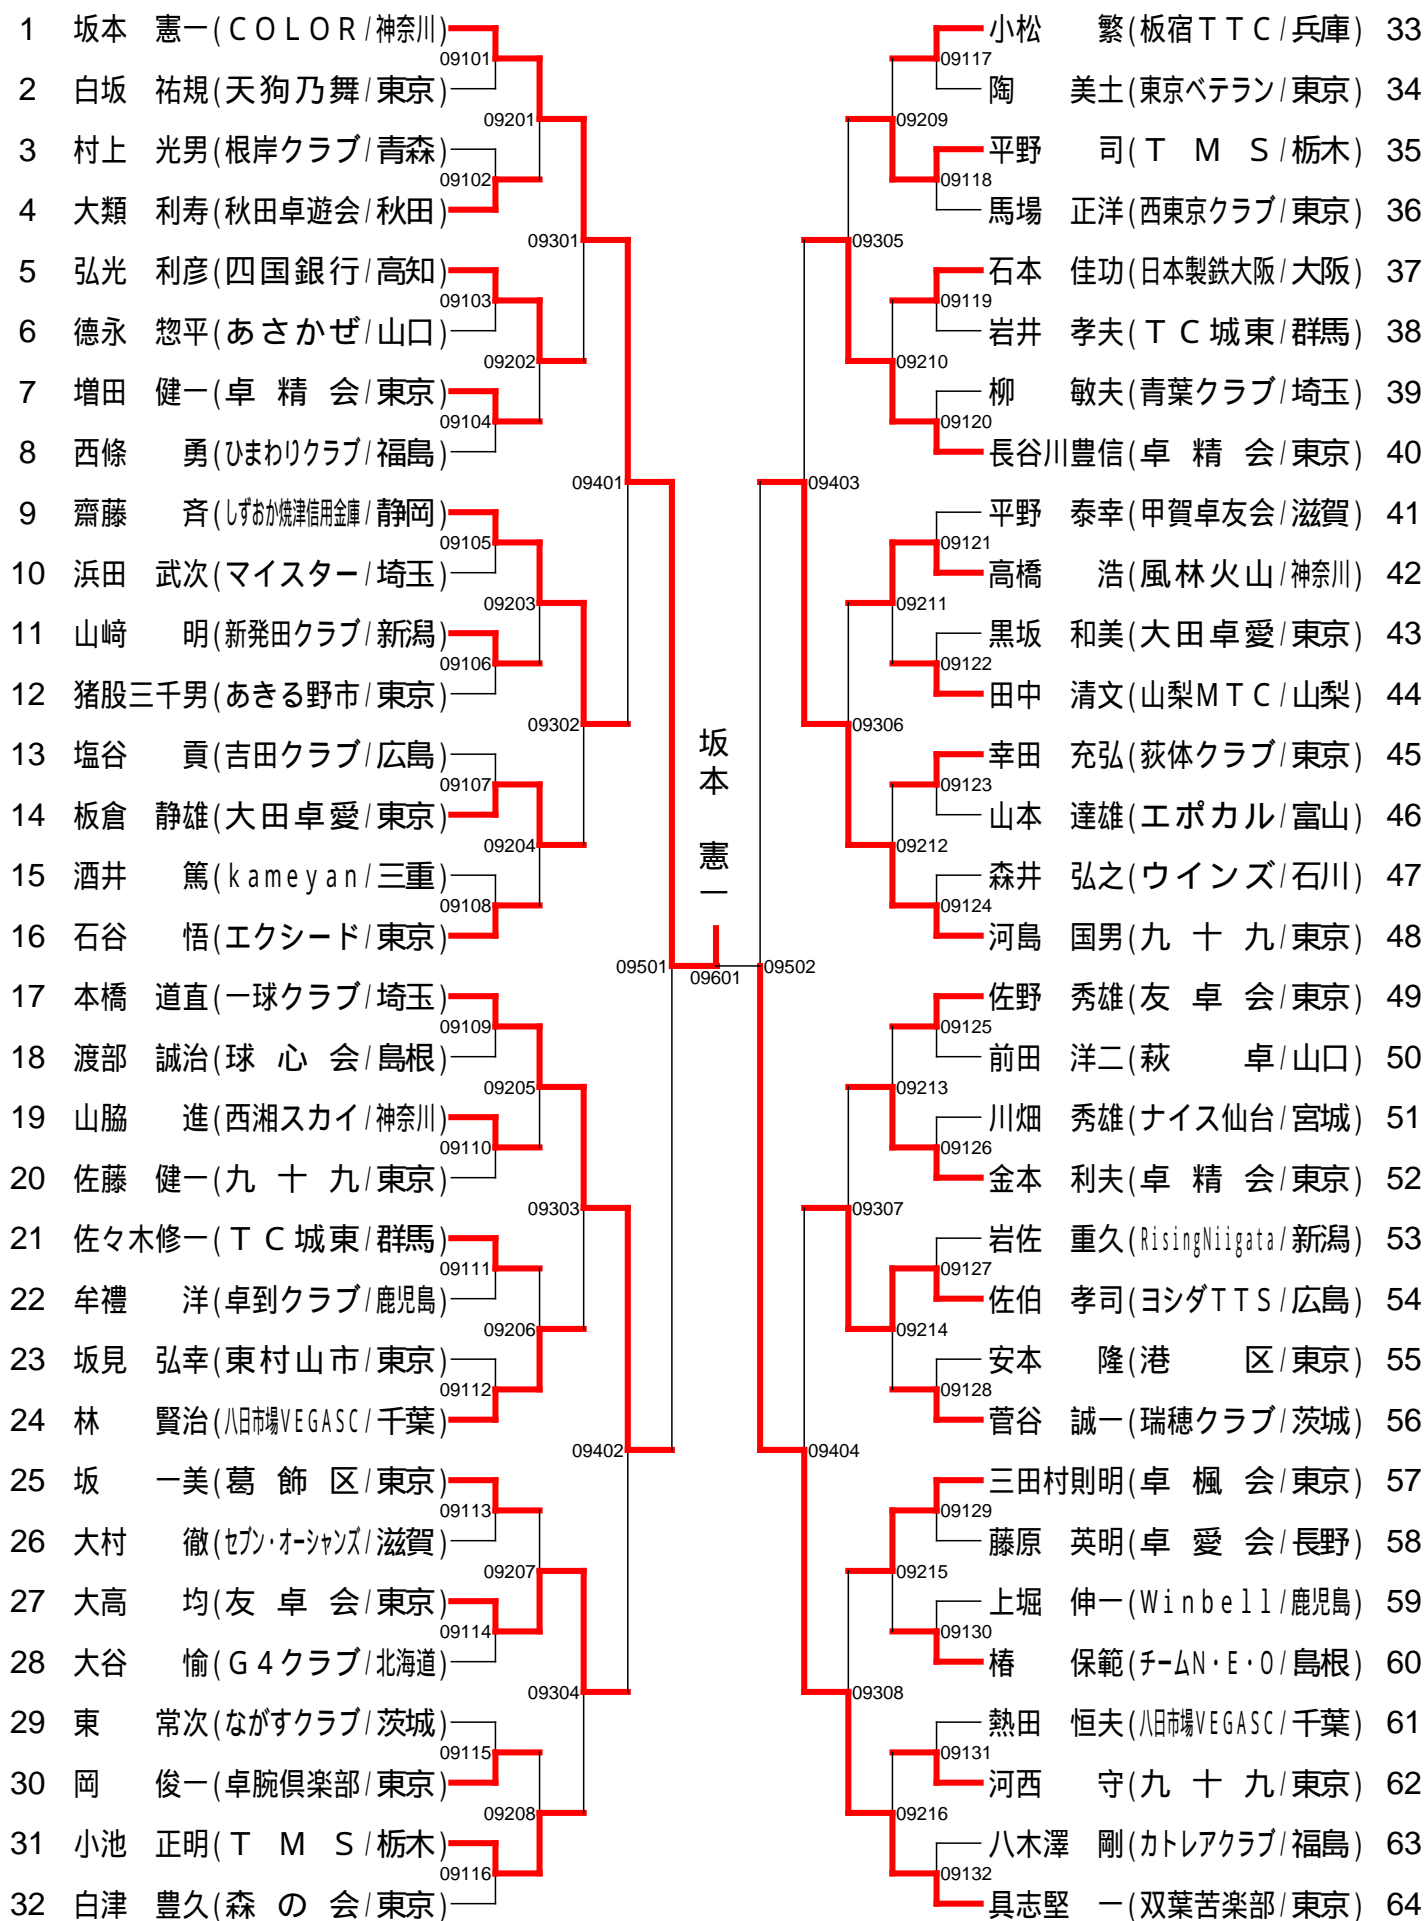 1 坂本 憲一(COLOR/神奈川)
09101
2 白坂 祐規(天狗乃舞/東京)
09201
3 村上 光男(根岸クラブ/青森)
09102
4 大類 利寿(秋田卓遊会/秋田)
09301
5 弘光 利彦(四国銀行/高知)
09103
6 德永 惣平(あさかぜ/山口)
09202
7 増田 健一(卓精会/東京)
09104
8 西條 勇(ひまわりクラブ/福島)
09401
9 齋藤 斉(しずおか焼津信用金庫/静岡)
09105
10 浜田 武次(マイスター/埼玉)
09203
11 山﨑 明(新発田クラブ/新潟)
09106
12 猪股三千男(あきる野市/東京)
09302
13 塩谷 貢(吉田クラブ/広島)
09107
14 板倉 静雄(大田卓愛/東京)
09204
15 酒井 篤(kameyan/三重)
09108
16 石谷 悟(エクシード/東京)
09501
17 本橋 道直(一球クラブ/埼玉)
09109
18 渡部 誠治(球心会/島根)
09205
19 山脇 進(西湘スカイ/神奈川)
09110
20 佐藤 健一(九十九/東京)
09303
21 佐々木修一(TC城東/群馬)
09111
22 牟禮 洋(卓到クラブ/鹿児島)
09206
23 坂見 弘幸(東村山市/東京)
09112
24 林 賢治(八日市場VEGASC/千葉)
09402
25 坂 一美(葛飾区/東京)
09113
26 大村 徹(セブン・オーシャンズ/滋賀)
09207
27 大高 均(友卓会/東京)
09114
28 大谷 愉(G4クラブ/北海道)
09304
29 東 常次(ながすクラブ/茨城)
09115
30 岡 俊一(卓腕倶楽部/東京)
09208
31 小池 正明(TMS/栃木)
09116
32 白津 豊久(森の会/東京)
坂本 憲一
09601
小松 繁(板宿TTC/兵庫) 33
09117
陶 美土(東京ベテラン/東京) 34
09209
平野 司(TMS/栃木) 35
09118
馬場 正洋(西東京クラブ/東京) 36
09305
石本 佳功(日本製鉄大阪/大阪) 37
09119
岩井 孝夫(TC城東/群馬) 38
09210
柳 敏夫(青葉クラブ/埼玉) 39
09120
長谷川豊信(卓精会/東京) 40
09403
平野 泰幸(甲賀卓友会/滋賀) 41
09121
高橋 浩(風林火山/神奈川) 42
09211
黒坂 和美(大田卓愛/東京) 43
09122
田中 清文(山梨MTC/山梨) 44
09306
幸田 充弘(荻体クラブ/東京) 45
09123
山本 達雄(エポカル/富山) 46
09212
森井 弘之(ウインズ/石川) 47
09124
河島 国男(九十九/東京) 48
09502
佐野 秀雄(友卓会/東京) 49
09125
前田 洋二(萩卓/山口) 50
09213
川畑 秀雄(ナイス仙台/宮城) 51
09126
金本 利夫(卓精会/東京) 52
09307
岩佐 重久(RisingNiigata/新潟) 53
09127
佐伯 孝司(ヨシダTTS/広島) 54
09214
安本 隆(港区/東京) 55
09128
菅谷 誠一(瑞穂クラブ/茨城) 56
09404
三田村則明(卓楓会/東京) 57
09129
藤原 英明(卓愛会/長野) 58
09215
上堀 伸一(Winbell/鹿児島) 59
09130
椿 保範(チームN・E・O/島根) 60
09308
熱田 恒夫(八日市場VEGASC/千葉) 61
09131
河西 守(九十九/東京) 62
09216
八木澤 剛(カトレアクラブ/福島) 63
09132
具志堅 一(双葉苦楽部/東京) 64